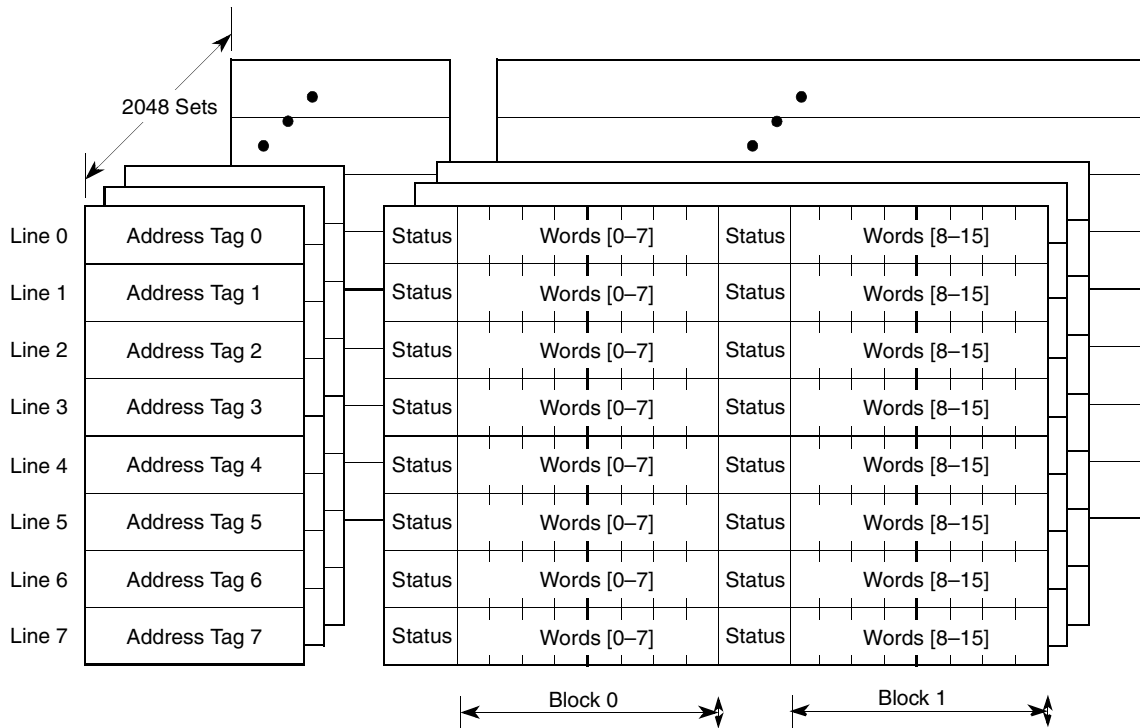 2048 Sets
Line 0 Address Tag 0 Status Words [0–7] Status Words [8–15]
Line 1 Address Tag 1 Status Words [0–7] Status Words [8–15]
Line 2 Address Tag 2 Status Words [0–7] Status Words [8–15]
Line 3 Address Tag 3 Status Words [0–7] Status Words [8–15]
Line 4 Address Tag 4 Status Words [0–7] Status Words [8–15]
Line 5 Address Tag 5 Status Words [0–7] Status Words [8–15]
Line 6 Address Tag 6 Status Words [0–7] Status Words [8–15]
Line 7 Address Tag 7 Status Words [0–7] Status Words [8–15]
Block 0 Block 1